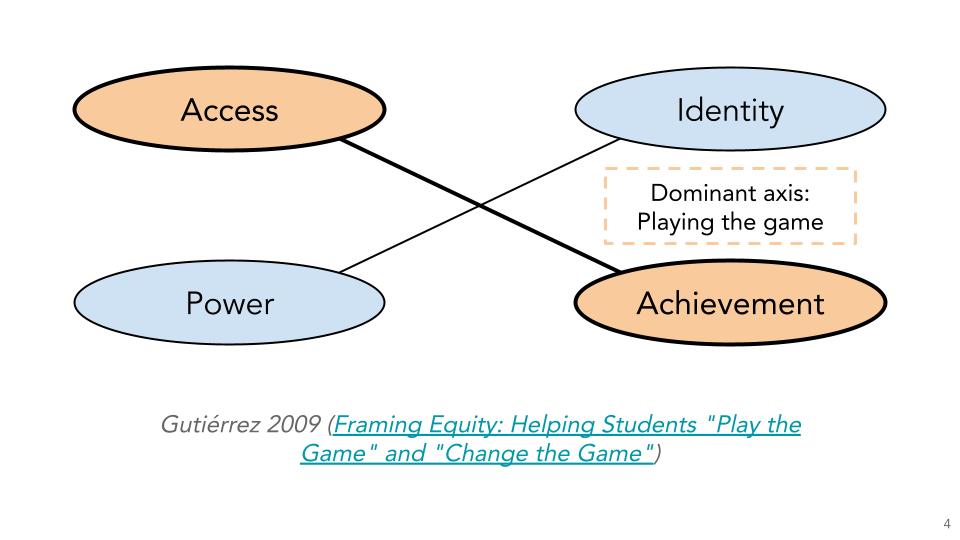 Access
Identity
Dominant axis:
Playing the game
Power
Achievement
Gutiérrez 2009 (Framing Equity: Helping Students "Play the
Game" and "Change the Game")
4